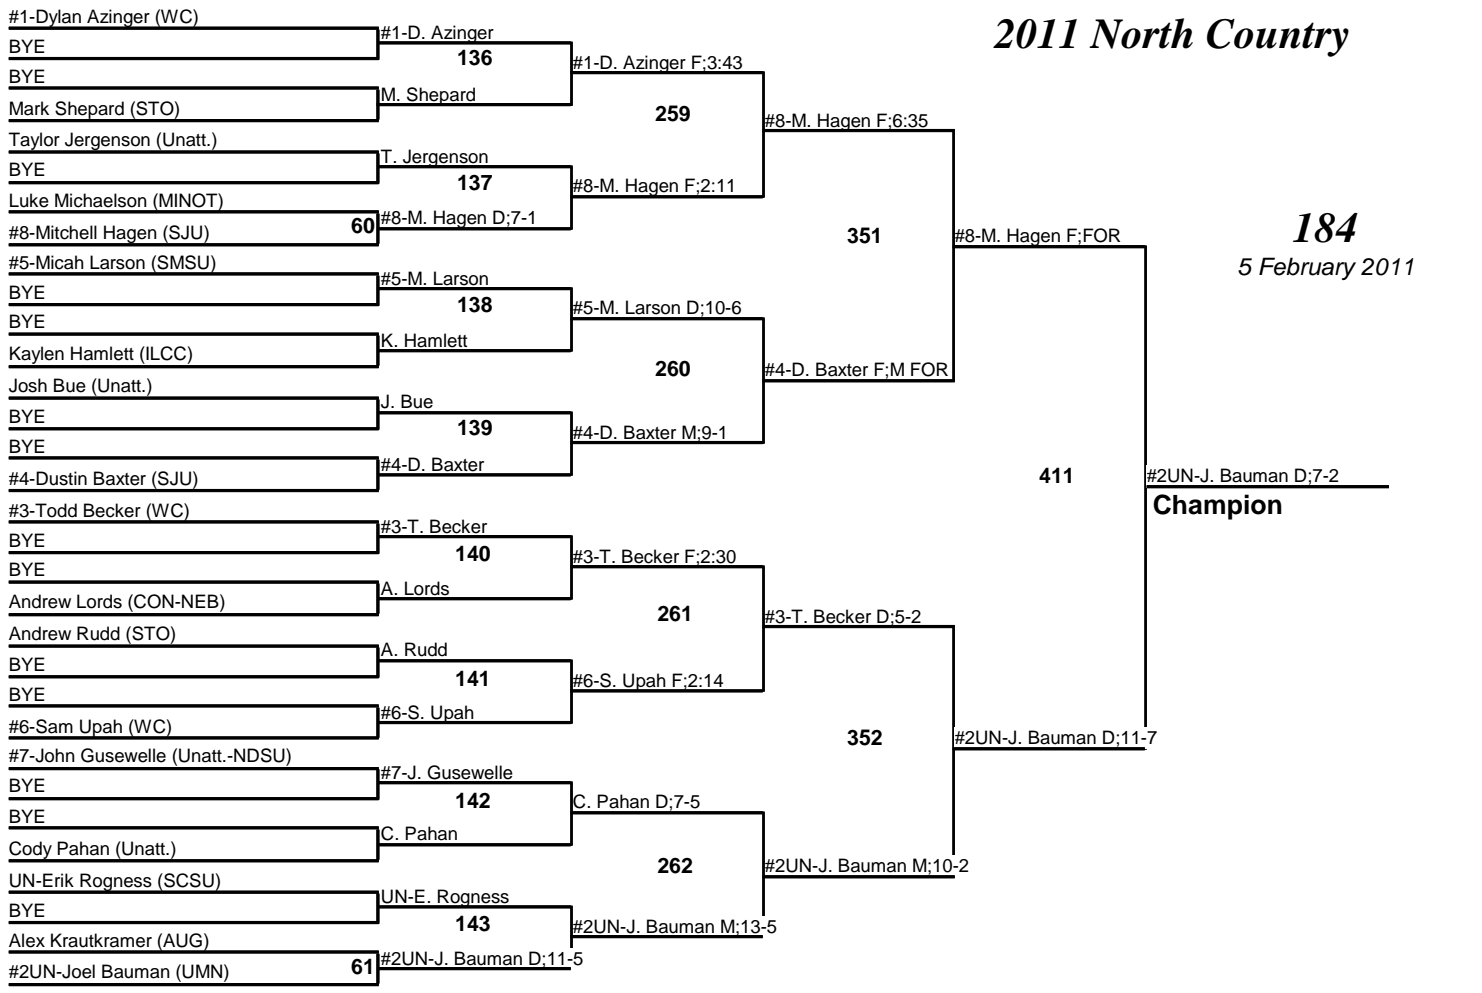 2011 North Country
184
5 February 2011
#1-Dylan Azinger (WC)
BYE
BYE
Mark Shepard (STO)
Taylor Jergenson (Unatt.)
BYE
Luke Michaelson (MINOT)
#8-Mitchell Hagen (SJU)
60
#5-Micah Larson (SMSU)
BYE
BYE
Kaylen Hamlett (ILCC)
Josh Bue (Unatt.)
BYE
BYE
#4-Dustin Baxter (SJU)
#3-Todd Becker (WC)
BYE
BYE
Andrew Lords (CON-NEB)
Andrew Rudd (STO)
BYE
BYE
#6-Sam Upah (WC)
#7-John Gusewelle (Unatt.-NDSU)
BYE
BYE
Cody Pahan (Unatt.)
UN-Erik Rogness (SCSU)
BYE
Alex Krautkramer (AUG)
#2UN-Joel Bauman (UMN)
61
#1-D. Azinger
136
M. Shepard
T. Jergenson
137
#8-M. Hagen D;7-1
#5-M. Larson
138
K. Hamlett
J. Bue
139
#4-D. Baxter
#3-T. Becker
140
A. Lords
A. Rudd
141
#6-S. Upah
#7-J. Gusewelle
142
C. Pahan
UN-E. Rogness
143
#2UN-J. Bauman D;11-5
#1-D. Azinger F;3:43
259
#8-M. Hagen F;2:11
#5-M. Larson D;10-6
260
#4-D. Baxter M;9-1
#3-T. Becker F;2:30
261
#6-S. Upah F;2:14
C. Pahan D;7-5
262
#2UN-J. Bauman M;13-5
#8-M. Hagen F;6:35
351
#4-D. Baxter F;M FOR
#3-T. Becker D;5-2
352
#2UN-J. Bauman M;10-2
#8-M. Hagen F;FOR
411
#2UN-J. Bauman D;11-7
#2UN-J. Bauman D;7-2
Champion